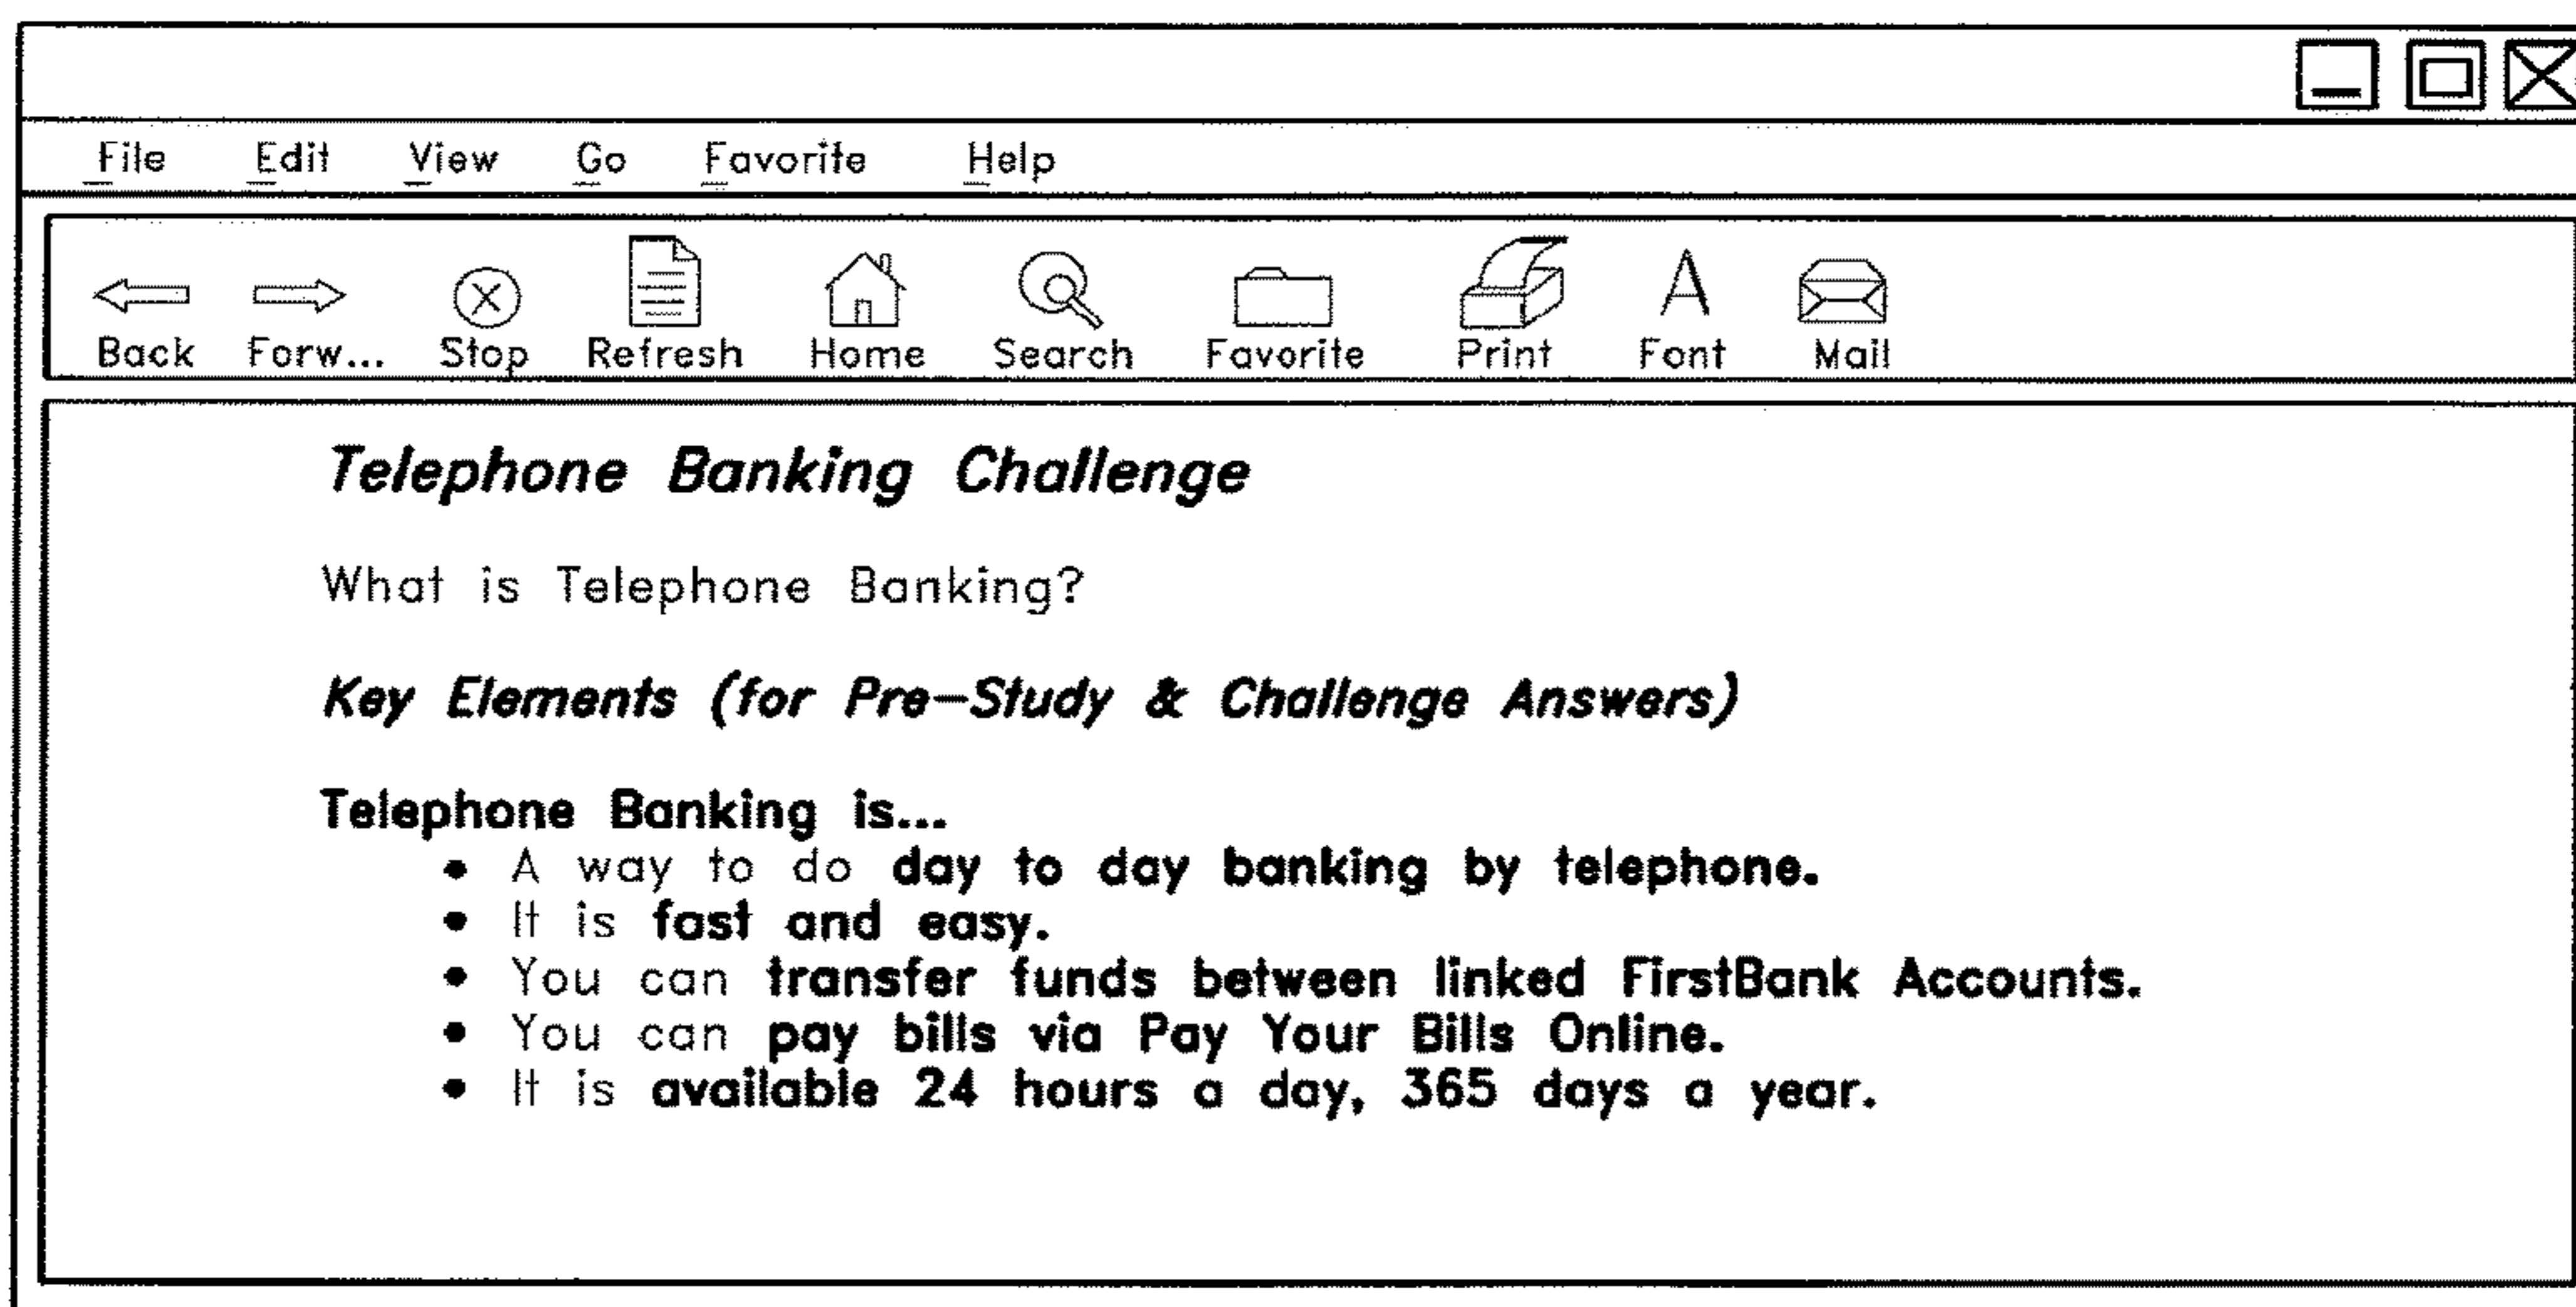 File Edit View Go Favorite Help
Back Forw... Stop Refresh Home Search Favorite Print Font Mail
Telephone Banking Challenge
What is Telephone Banking?
Key Elements (for Pre-Study & Challenge Answers)
Telephone Banking is...
• A way to do day to day banking by telephone.
• It is fast and easy.
• You can transfer funds between linked FirstBank Accounts.
• You can pay bills via Pay Your Bills Online.
• It is available 24 hours a day, 365 days a year.